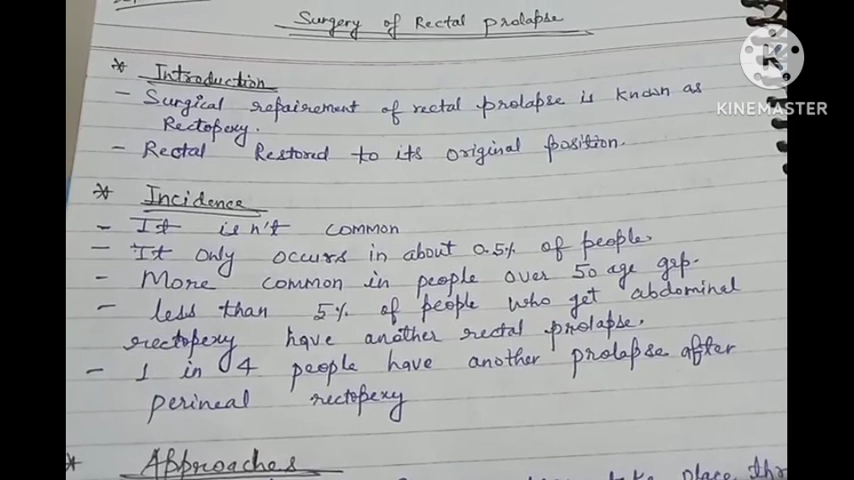 Surgery of Rectal prolapse
K
KINEMASTER
* Introduction
- Surgical repairement of rectal prolapse is known as
Rectopexy.
- Rectal Restored to its original position.
* Incidence
- It isn't common
- It only occurs in about 0.5% of people.
- More common in people over 50 age grp.
- less than 5% of people who get abdominal
rectopexy have another rectal prolapse.
- 1 in 4 people have another prolapse after
perineal rectopexy
* Approaches
take place thr